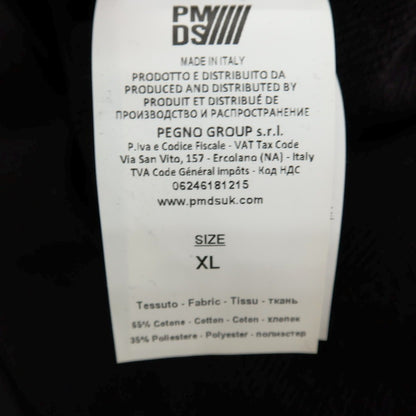 PM
DS
MADE IN ITALY
PRODOTTO E DISTRIBUITO DA
PRODUCED AND DISTRIBUTED BY
PRODUIT ET DISTRIBUÉ DE
ПРОИЗВОДСТВО И РАСПРОСТРАНЕНИЕ
PEGNO GROUP s.r.l.
P.Iva e Codice Fiscale - VAT Tax Code
Via San Vito, 157 - Ercolano (NA) - Italy
TVA Code Général Impôts - Код НДС
06246181215
www.pmdsuk.com
SIZE
XL
Tessuto - Fabric - Tissu - ткань
65% Cotone - Cotton - Coton - хлопок
35% Poliestere - Polyester - полиэстер